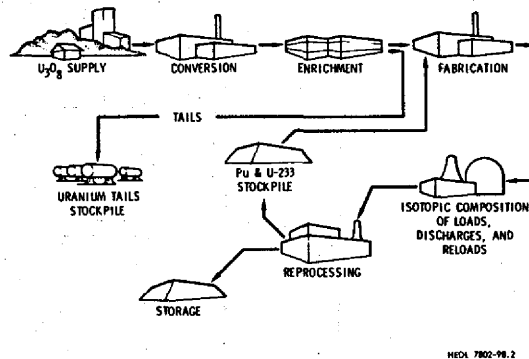 U3O8 SUPPLY
CONVERSION
ENRICHMENT
FABRICATION
TAILS
URANIUM TAILS
STOCKPILE
Pu & U-233
STOCKPILE
ISOTOPIC COMPOSITION
OF LOADS,
DISCHARGES, AND
RELOADS
REPROCESSING
STORAGE
HEDL 7802-98.2